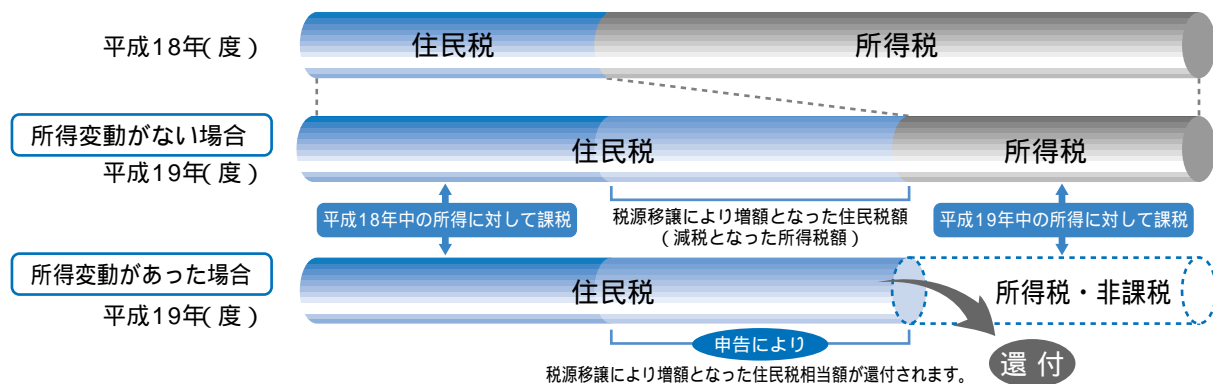 平成18年(度)
住民税
所得税
所得変動がない場合
平成19年(度)
住民税
所得税
平成18年中の所得に対して課税
税源移譲により増額となった住民税額
(減税となった所得税額)
平成19年中の所得に対して課税
所得変動があった場合
平成19年(度)
住民税
所得税・非課税
申告により
税源移譲により増額となった住民税相当額が還付されます。
還付